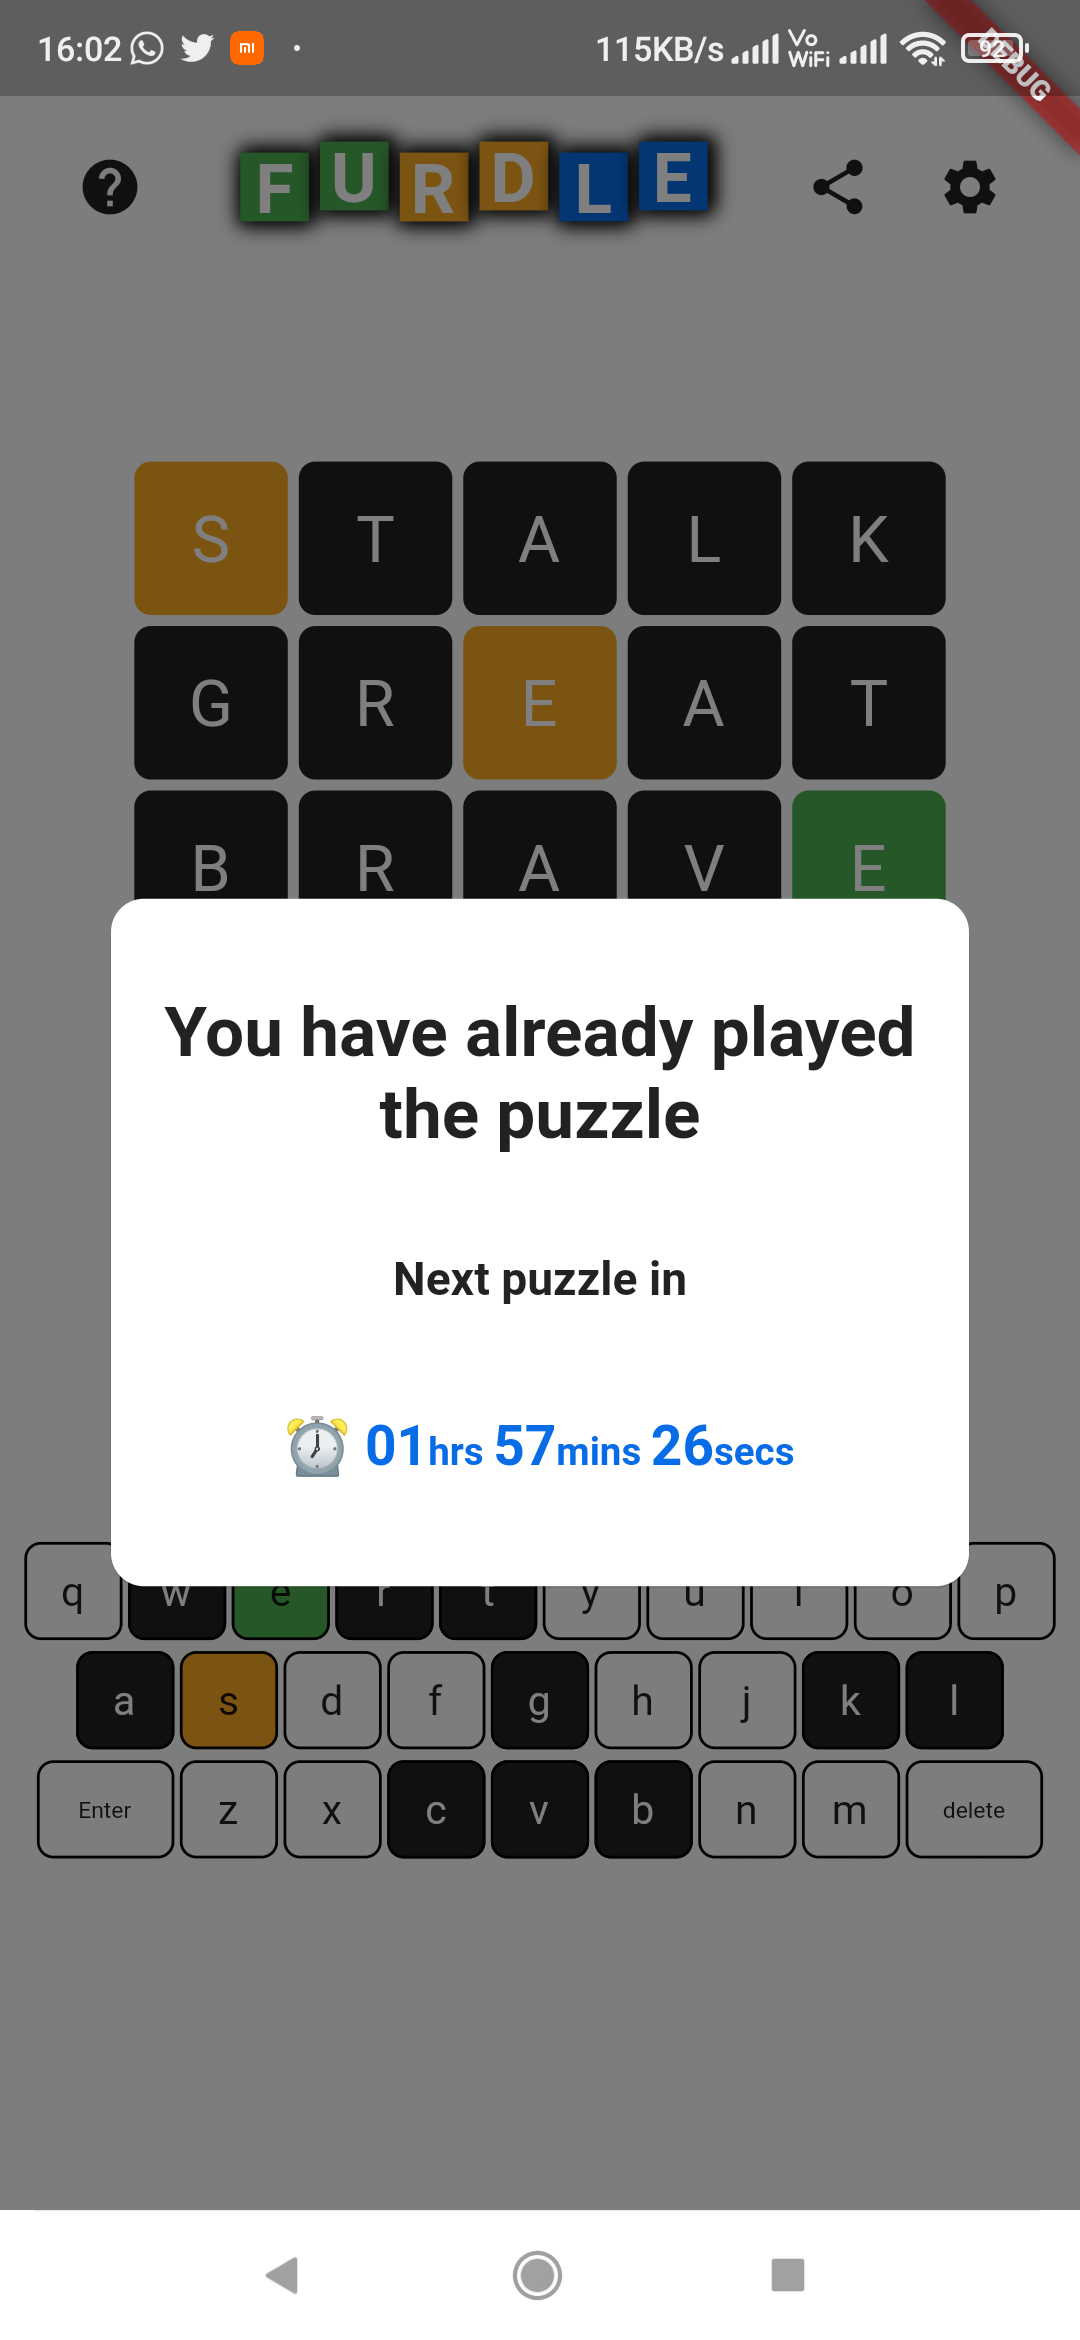 16:02 115KB/s Vo WiFi 92
DEBUG
FURDLE
S T A L K
G R E A T
B R A V E
You have already played
the puzzle
Next puzzle in
01hrs 57mins 26secs
q w e r t y u i o p
a s d f g h j k l
Enter z x c v b n m delete